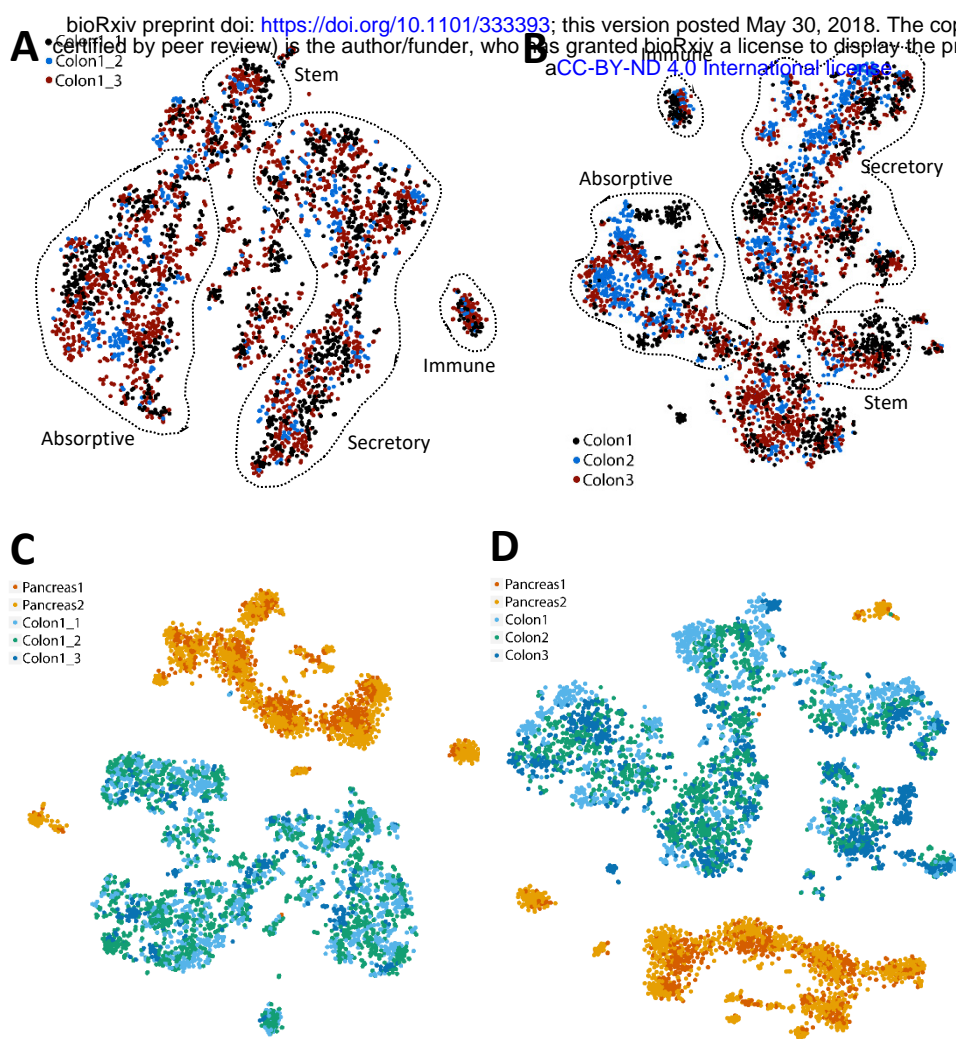 bioRxiv preprint doi: https://doi.org/10.1101/333393; this version posted May 30, 2018. The cop
certified by peer review) is the author/funder, who has granted bioRxiv a license to display the pr
aCC-BY-ND 4.0 International license
A
Colon1_1
Colon1_2
Colon1_3
Stem
Absorptive
Secretory
Immune
B
Immune
Absorptive
Secretory
Stem
Colon1
Colon2
Colon3
C
Pancreas1
Pancreas2
Colon1_1
Colon1_2
Colon1_3
D
Pancreas1
Pancreas2
Colon1
Colon2
Colon3